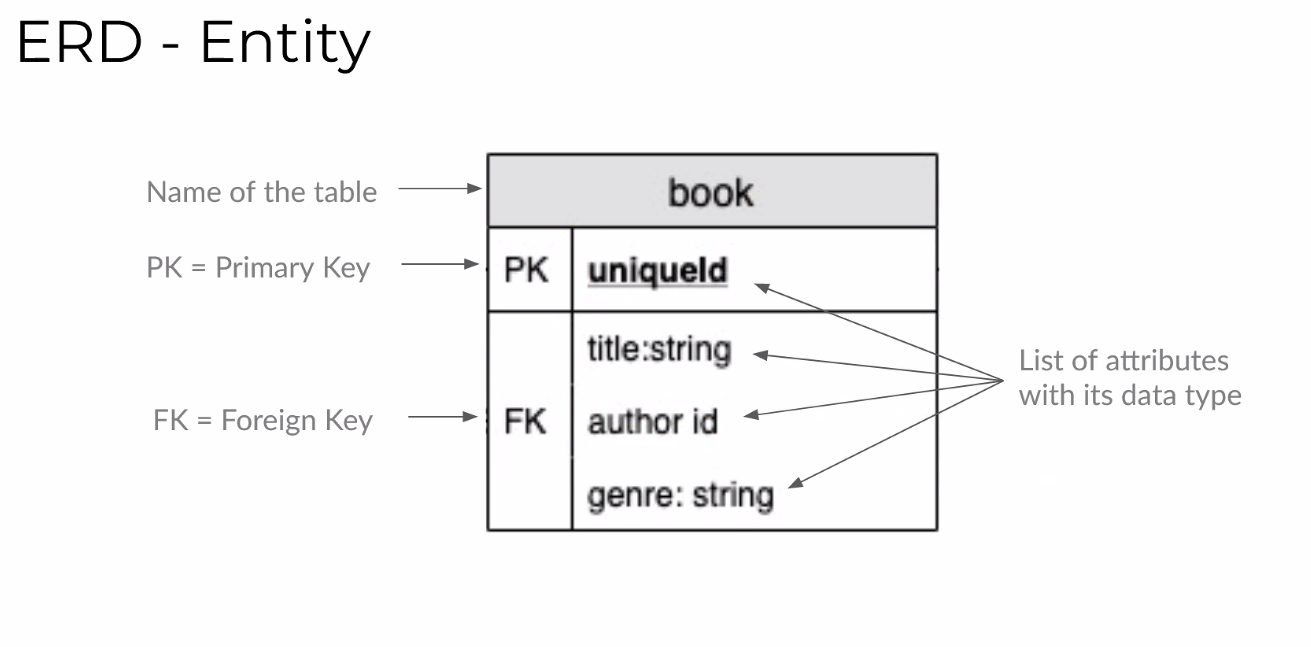 ERD - Entity
Name of the table
book
PK = Primary Key
PK
uniqueId
title:string
List of attributes
with its data type
FK = Foreign Key
FK
author id
genre: string